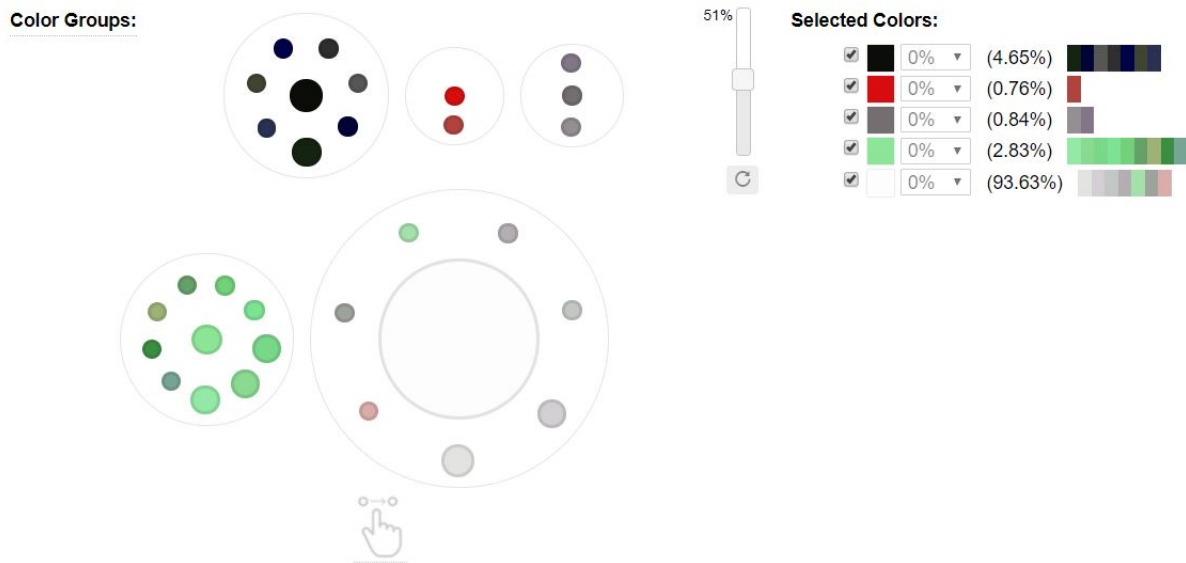 Color Groups:
51%
Selected Colors:
0% ▼ (4.65%)
0% ▼ (0.76%)
0% ▼ (0.84%)
0% ▼ (2.83%)
0% ▼ (93.63%)